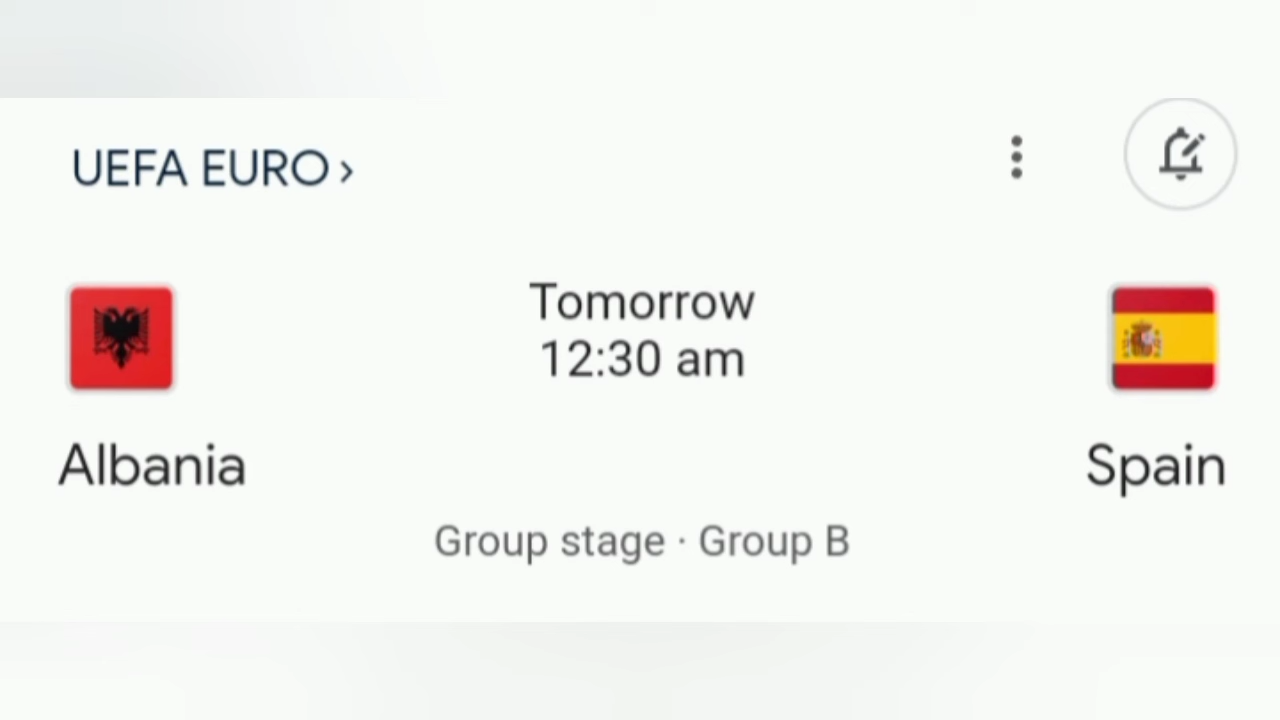 UEFA EURO ›
Tomorrow
12:30 am
Albania
Spain
Group stage · Group B